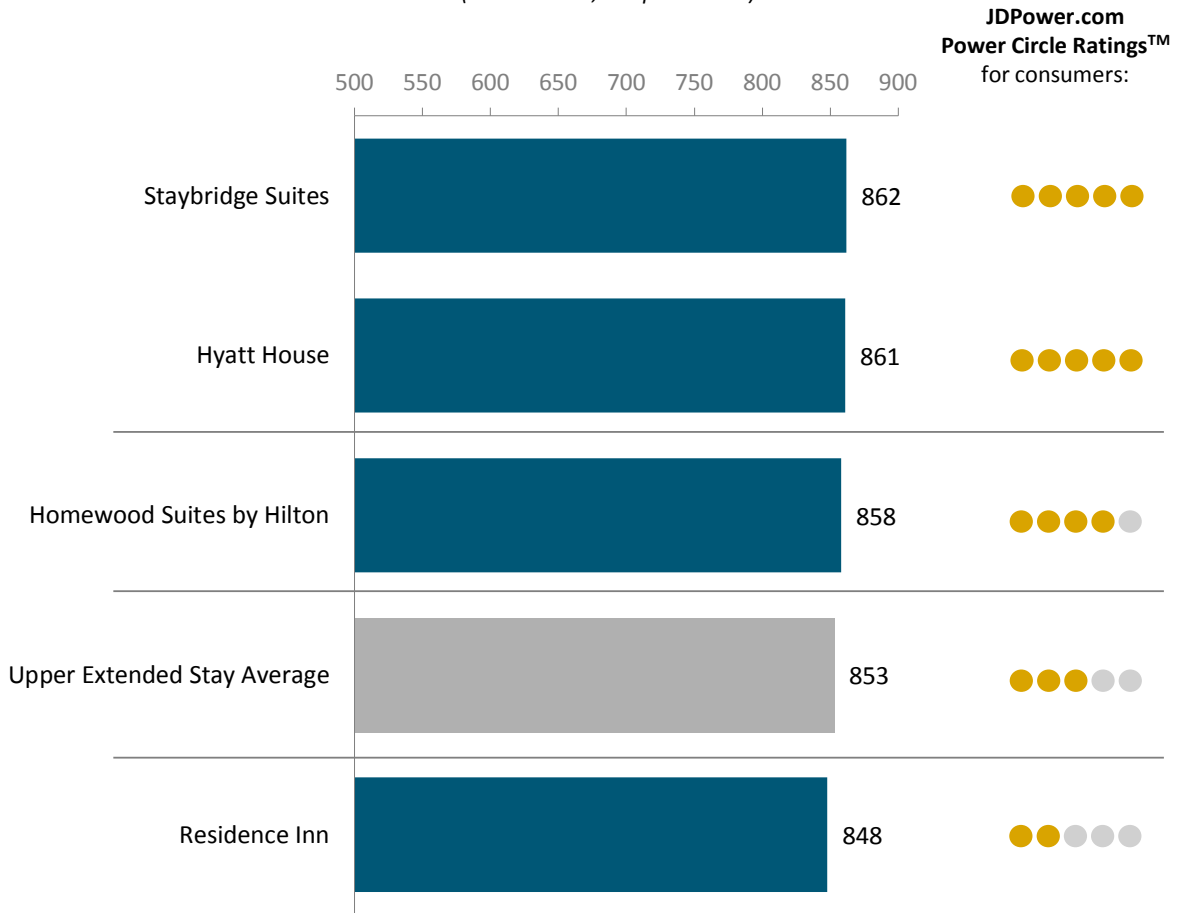 JDPower.com
Power Circle Ratings™
for consumers:
500 550 600 650 700 750 800 850 900
Staybridge Suites 862
Hyatt House 861
Homewood Suites by Hilton 858
Upper Extended Stay Average 853
Residence Inn 848